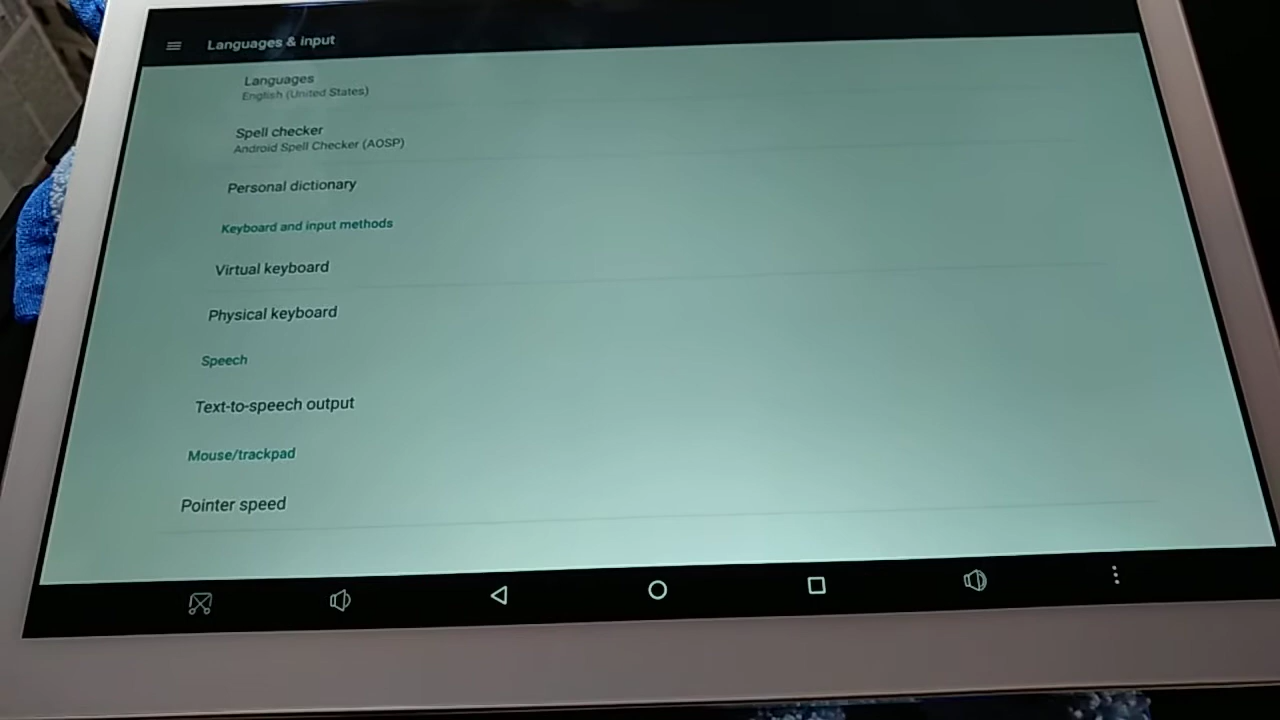 Languages & input
Languages
English (United States)
Spell checker
Android Spell Checker (AOSP)
Personal dictionary
Keyboard and input methods
Virtual keyboard
Physical keyboard
Speech
Text-to-speech output
Mouse/trackpad
Pointer speed